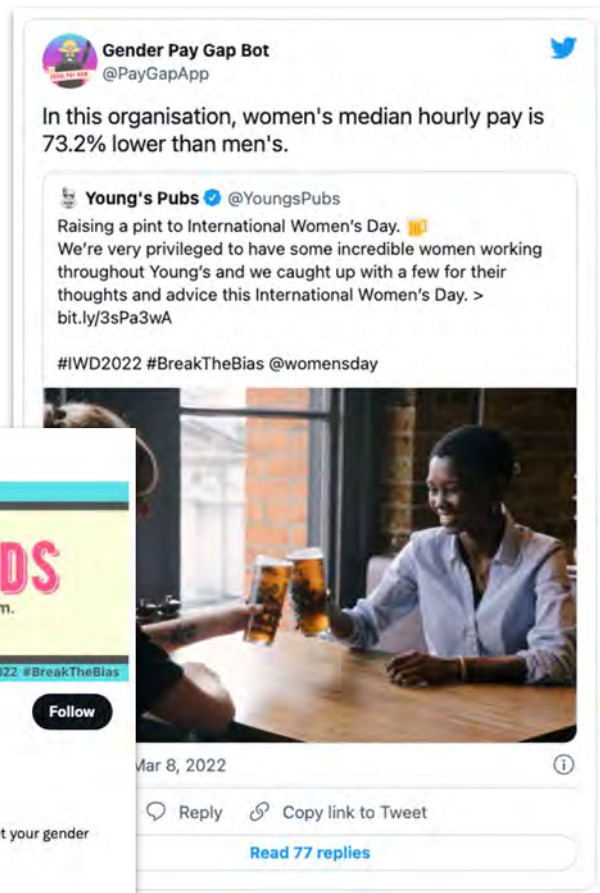 Gender Pay Gap Bot
@PayGapApp
In this organisation, women's median hourly pay is
73.2% lower than men's.
Young's Pubs @YoungsPubs
Raising a pint to International Women's Day. 🍻
We're very privileged to have some incredible women working
throughout Young's and we caught up with a few for their
thoughts and advice this International Women's Day. >
bit.ly/3sPa3wA
#IWD2022 #BreakTheBias @womensday
DS
m.
022 #BreakTheBias
Follow
t your gender
Mar 8, 2022
Reply Copy link to Tweet
Read 77 replies